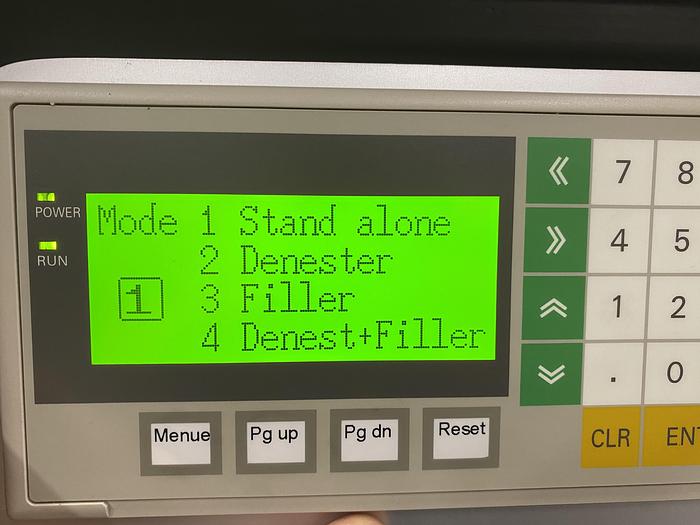 POWER
RUN
Mode 1 Stand alone
2 Denester
1 3 Filler
4 Denest+Filler
Menue Pg up Pg dn Reset
7 8
4 5
1 2
. 0
CLR EN